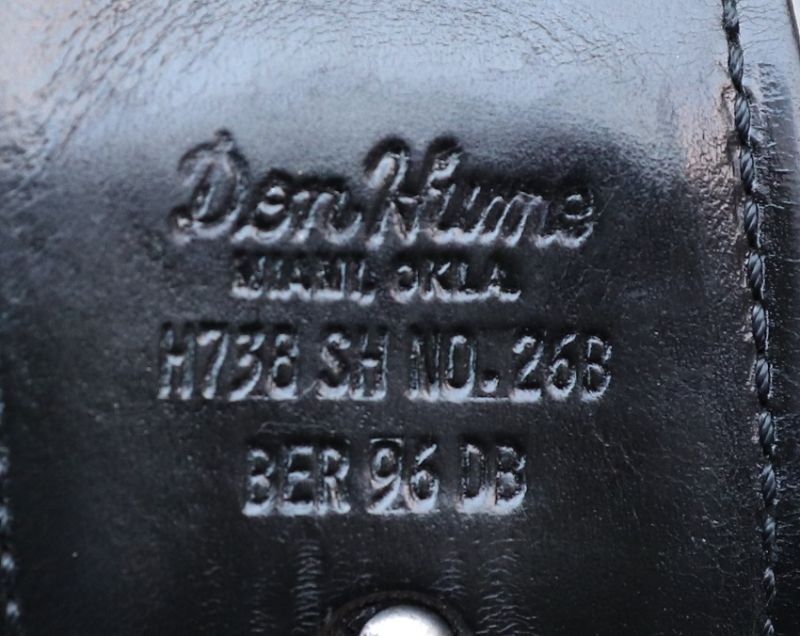 Don Hume
MIAMI, OKLA.
H738 SH NO. 26B
BER 96 DB